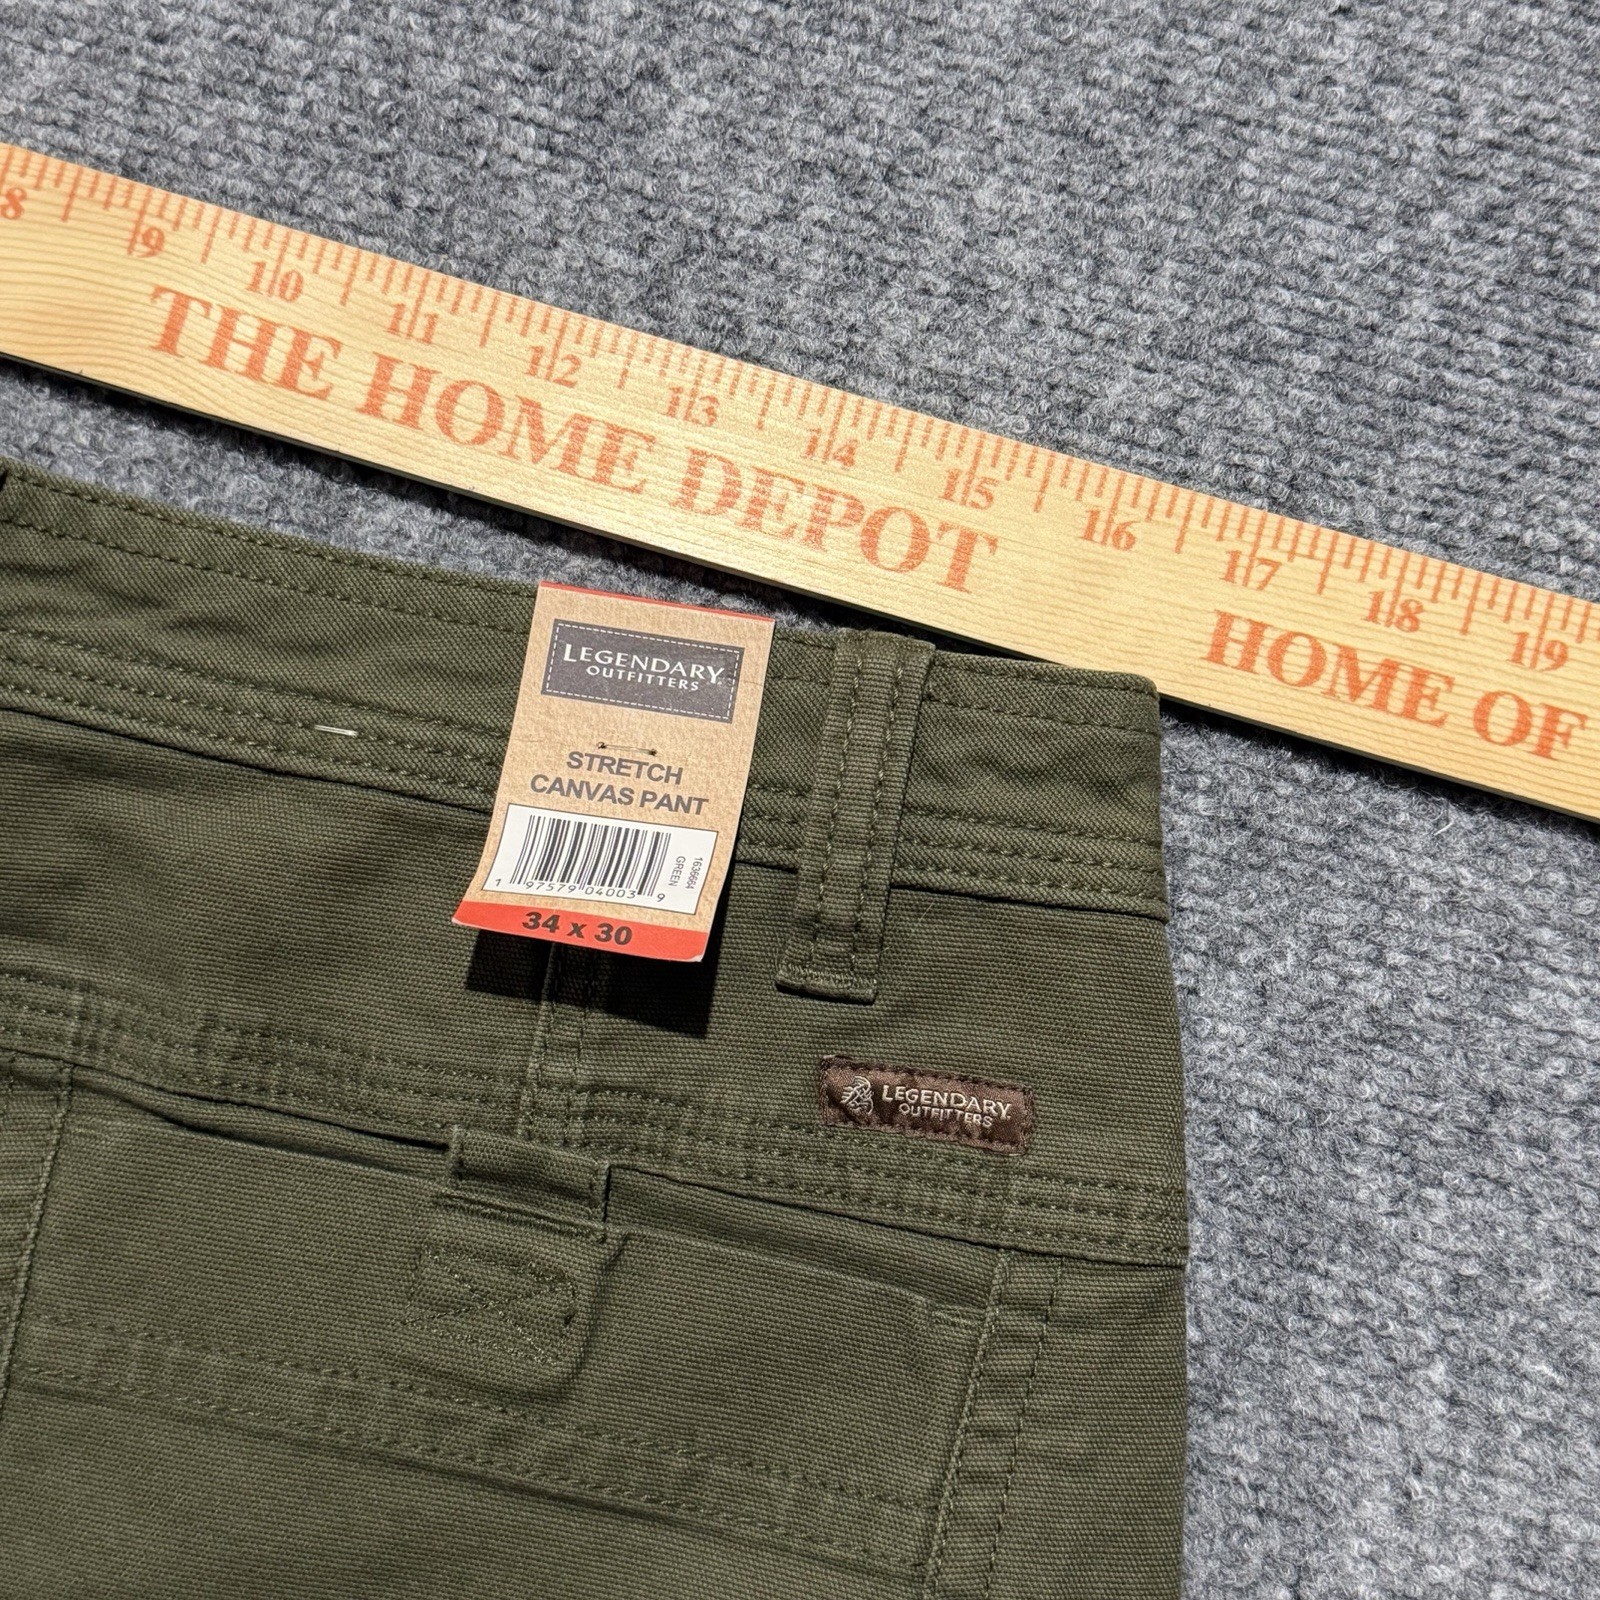 8 9 10 11 12 13 14 15 16 17 18 19
THE HOME DEPOT
HOME OF
LEGENDARY
OUTFITTERS
STRETCH
CANVAS PANT
1 97579 04003 9
GREEN
1636664
34 x 30
LEGENDARY
OUTFITTERS